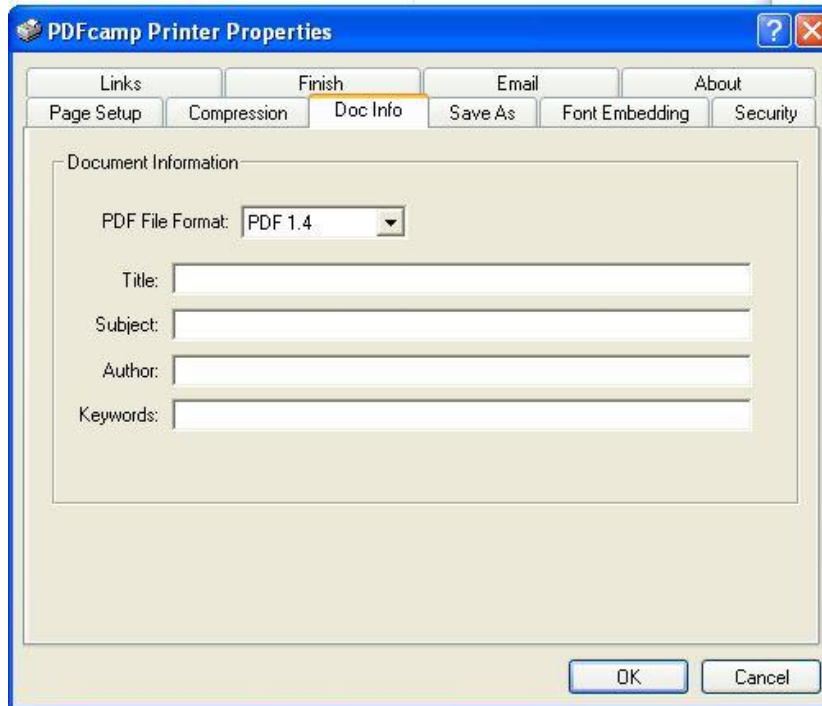 PDFcamp Printer Properties
Links Finish Email About
Page Setup Compression Doc Info Save As Font Embedding Security
Document Information
PDF File Format: PDF 1.4
Title:
Subject:
Author:
Keywords:
OK Cancel